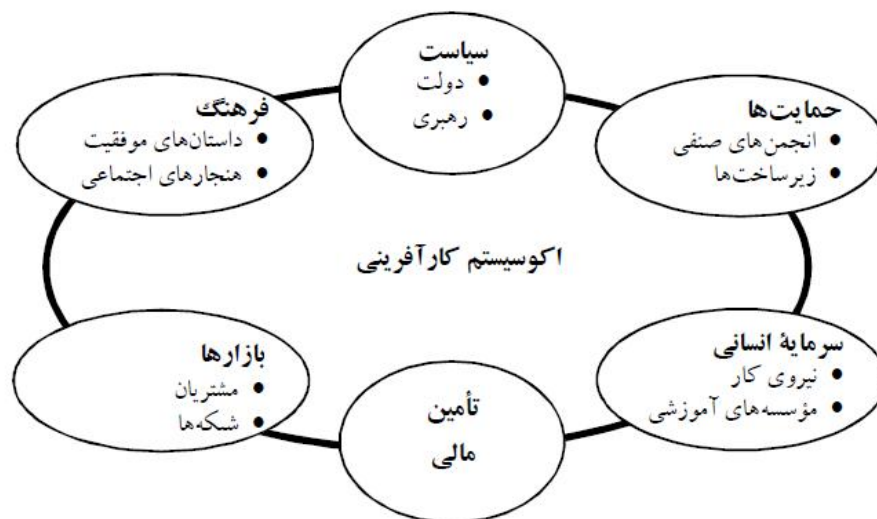 سیاست
• دولت
• رهبری
حمایت‌ها
• انجمن‌های صنفی
• زیرساخت‌ها
فرهنگ
• داستان‌های موفقیت
• هنجارهای اجتماعی
اکوسیستم کارآفرینی
سرمایهٔ انسانی
• نیروی کار
• مؤسسه‌های آموزشی
تأمین
مالی
بازارها
• مشتریان
• شبکه‌ها